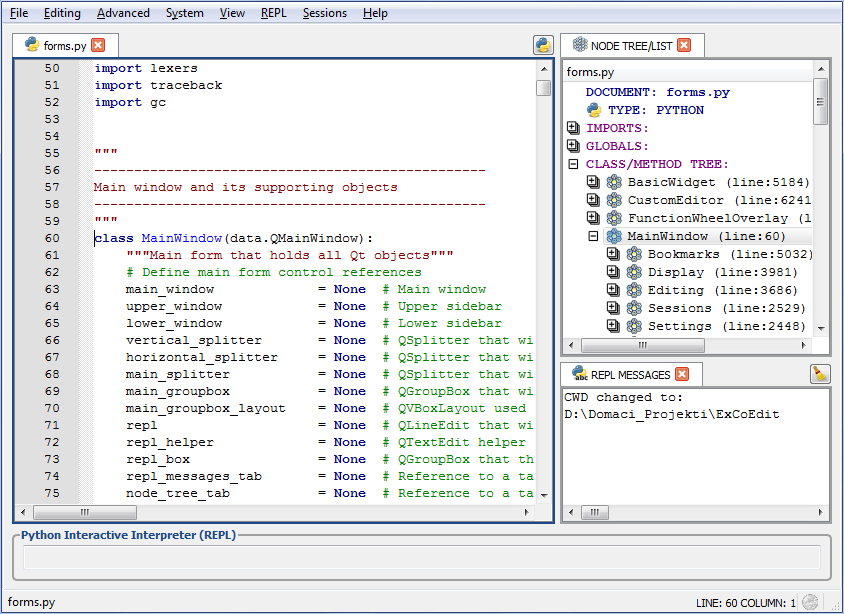 File Editing Advanced System View REPL Sessions Help
forms.py
50 import lexers
51 import traceback
52 import gc
53
54
55 """
56 -------------------------------------------------
57 Main window and its supporting objects
58 -------------------------------------------------
59 """
60 class MainWindow(data.QMainWindow):
61 """Main form that holds all Qt objects"""
62 # Define main form control references
63 main_window = None # Main window
64 upper_window = None # Upper sidebar
65 lower_window = None # Lower sidebar
66 vertical_splitter = None # QSplitter that wi
67 horizontal_splitter = None # QSplitter that wi
68 main_splitter = None # QSplitter that wi
69 main_groupbox = None # QGroupBox that wi
70 main_groupbox_layout = None # QVBoxLayout used
71 repl = None # QLineEdit that wi
72 repl_helper = None # QTextEdit helper
73 repl_box = None # QGroupBox that th
74 repl_messages_tab = None # Reference to a ta
75 node_tree_tab = None # Reference to a ta
NODE TREE/LIST
forms.py
DOCUMENT: forms.py
TYPE: PYTHON
IMPORTS:
GLOBALS:
CLASS/METHOD TREE:
BasicWidget (line:5184)
CustomEditor (line:6241
FunctionWheelOverlay (l
MainWindow (line:60)
Bookmarks (line:5032)
Display (line:3981)
Editing (line:3686)
Sessions (line:2529)
Settings (line:2448)
abc REPL MESSAGES
CWD changed to:
D:\Domaci_Projekti\ExCoEdit
Python Interactive Interpreter (REPL)
forms.py
LINE: 60 COLUMN: 1